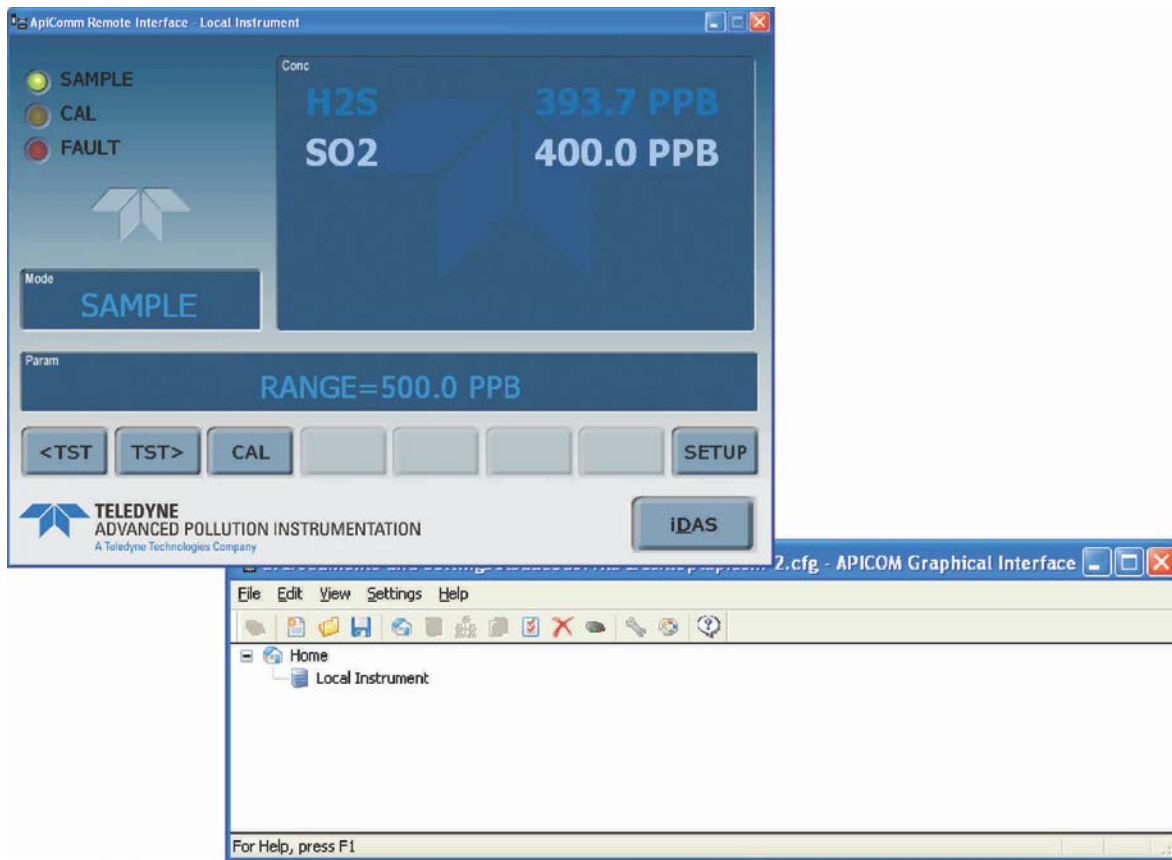 ApiComm Remote Interface - Local Instrument
SAMPLE
CAL
FAULT
Conc
H2S 393.7 PPB
SO2 400.0 PPB
Mode
SAMPLE
Param
RANGE=500.0 PPB
<TST TST> CAL SETUP
TELEDYNE
ADVANCED POLLUTION INSTRUMENTATION
A Teledyne Technologies Company
iDAS
2.cfg - APICOM Graphical Interface
File Edit View Settings Help
Home
Local Instrument
For Help, press F1